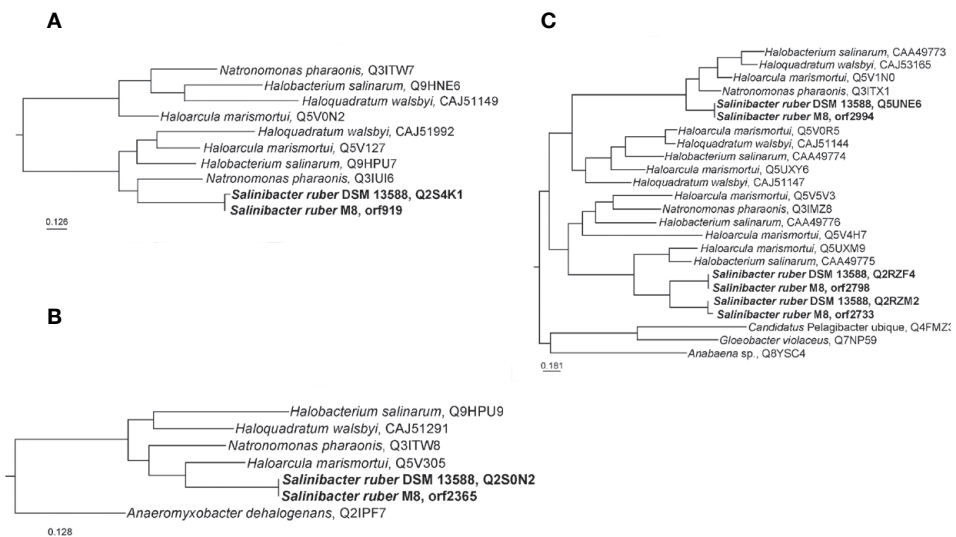 A
Natronomonas pharaonis, Q3ITW7
Halobacterium salinarum, Q9HNE6
Haloquadratum walsbyi, CAJ51149
Haloarcula marismortui, Q5V0N2
Haloquadratum walsbyi, CAJ51992
Haloarcula marismortui, Q5V127
Halobacterium salinarum, Q9HPU7
Natronomonas pharaonis, Q3IUI6
Salinibacter ruber DSM 13588, Q2S4K1
Salinibacter ruber M8, orf919
0.126
B
Halobacterium salinarum, Q9HPU9
Haloquadratum walsbyi, CAJ51291
Natronomonas pharaonis, Q3ITW8
Haloarcula marismortui, Q5V305
Salinibacter ruber DSM 13588, Q2S0N2
Salinibacter ruber M8, orf2365
Anaeromyxobacter dehalogenans, Q2IPF7
0.128
C
Halobacterium salinarum, CAA49773
Haloquadratum walsbyi, CAJ53165
Haloarcula marismortui, Q5V1N0
Natronomonas pharaonis, Q3ITX1
Salinibacter ruber DSM 13588, Q5UNE6
Salinibacter ruber M8, orf2994
Haloarcula marismortui, Q5V0R5
Haloquadratum walsbyi, CAJ51144
Halobacterium salinarum, CAA49774
Haloarcula marismortui, Q5UXY6
Haloquadratum walsbyi, CAJ51147
Haloarcula marismortui, Q5V5V3
Natronomonas pharaonis, Q3IMZ8
Halobacterium salinarum, CAA49776
Haloarcula marismortui, Q5V4H7
Haloarcula marismortui, Q5UXM9
Halobacterium salinarum, CAA49775
Salinibacter ruber DSM 13588, Q2RZF4
Salinibacter ruber M8, orf2798
Salinibacter ruber DSM 13588, Q2RZM2
Salinibacter ruber M8, orf2733
Candidatus Pelagibacter ubique, Q4FMZ3
Gloeobacter violaceus, Q7NP59
Anabaena sp., Q8YSC4
0.181